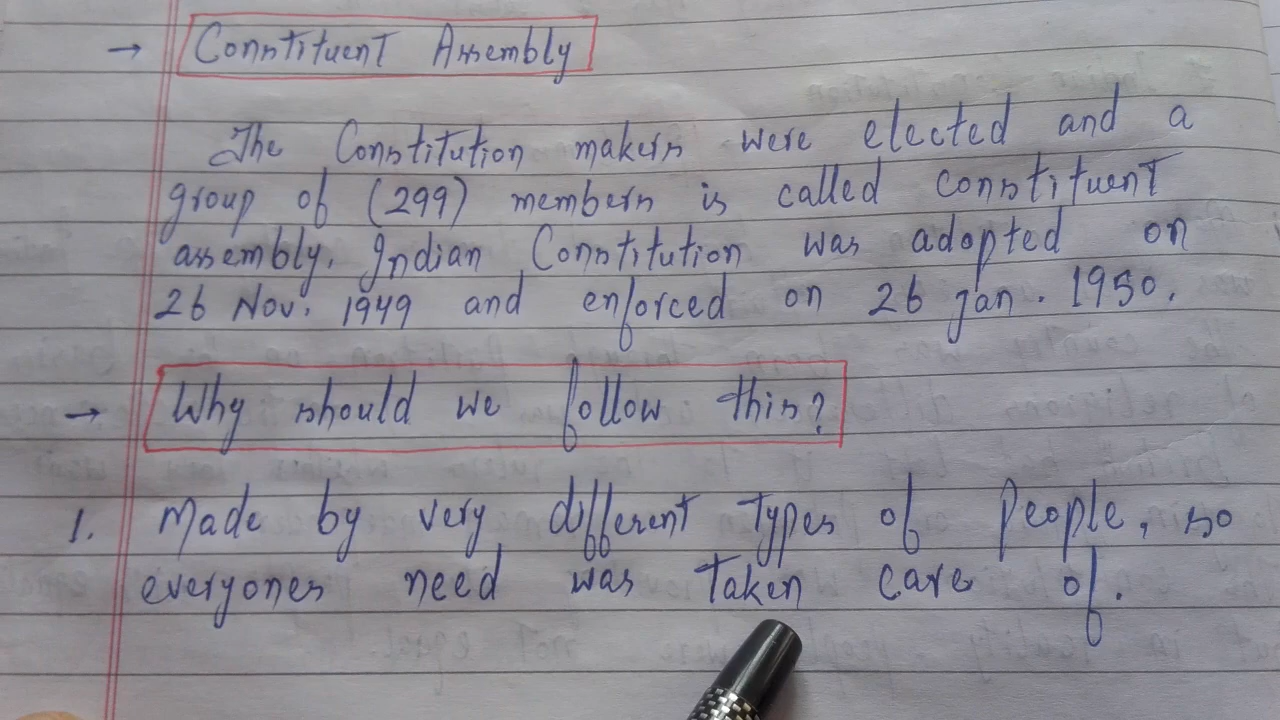 → Constituent Assembly
The Constitution makers were elected and a
group of (299) members is called constituent
assembly. Indian Constitution was adopted on
26 Nov. 1949 and enforced on 26 Jan. 1950.
→ Why should we follow this?
1. Made by very different Types of People, so
everyones need was Taken care of.